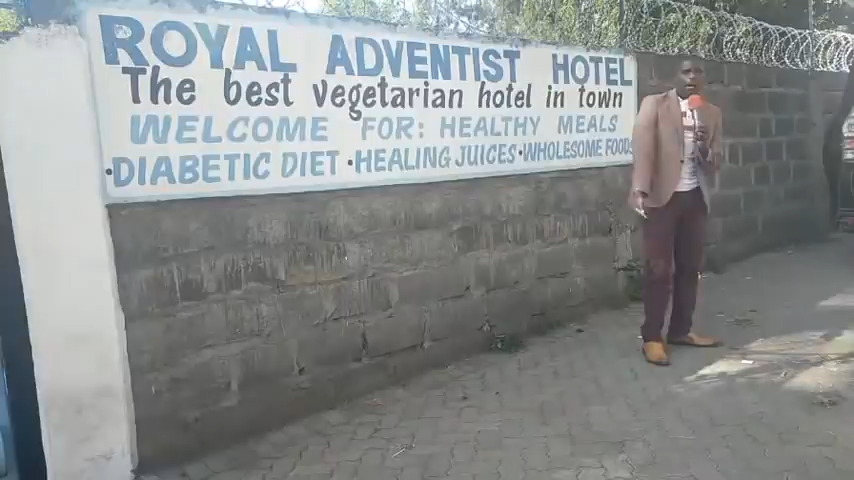 ROYAL ADVENTIST HOTEL
The Best vegetarian hotel in town
WELCOME FOR: HEALTHY MEALS
•DIABETIC DIET •HEALING JUICES •WHOLESOME FOODS